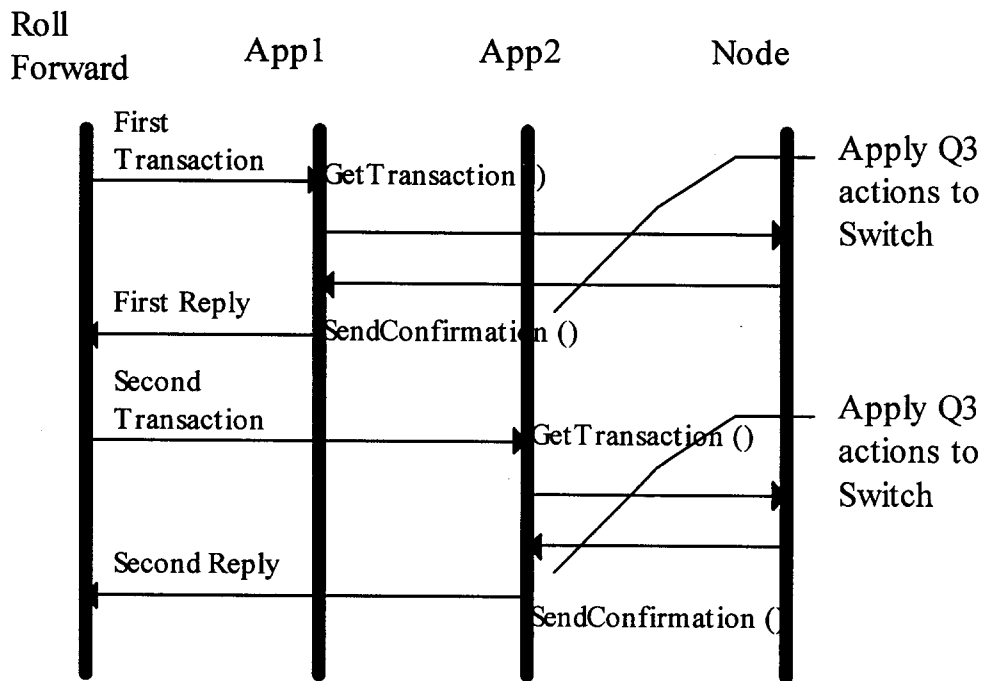 Roll
Forward
App1
App2
Node
First
Transaction
GetTransaction ()
Apply Q3
actions to
Switch
First Reply
SendConfirmation ()
Second
Transaction
GetTransaction ()
Apply Q3
actions to
Switch
Second Reply
SendConfirmation ()